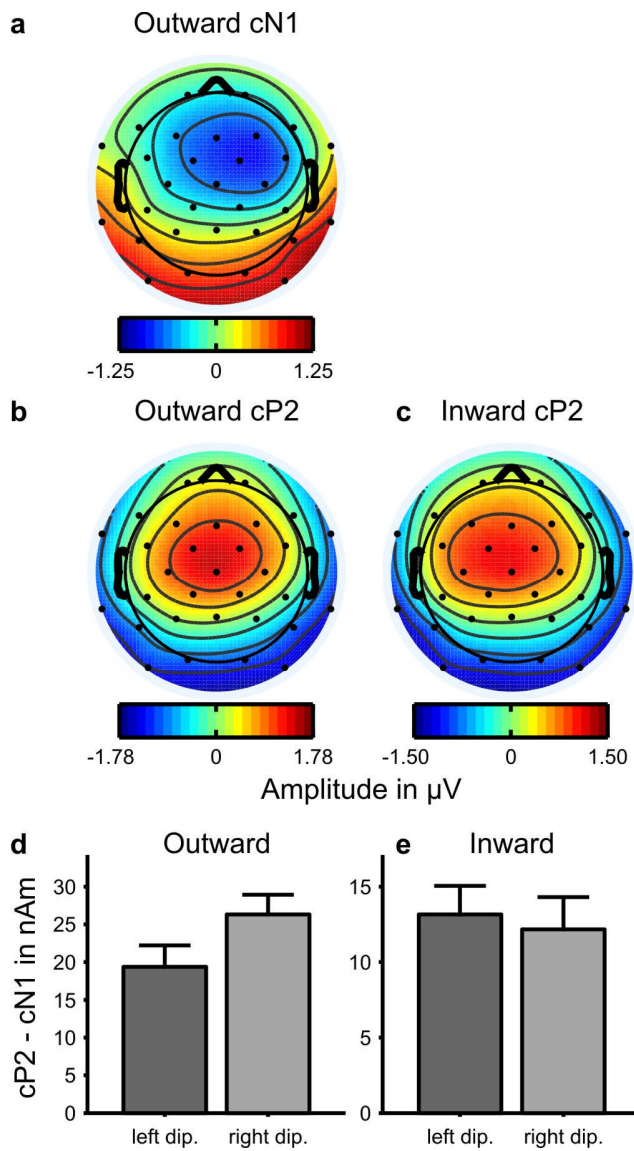 a Outward cN1
-1.25 0 1.25
b Outward cP2 c Inward cP2
-1.78 0 1.78 -1.50 0 1.50
Amplitude in µV
d Outward e Inward
cP2 - cN1 in nAm
30
25
20
15
10
5
0
left dip. right dip.
15
10
5
0
left dip. right dip.